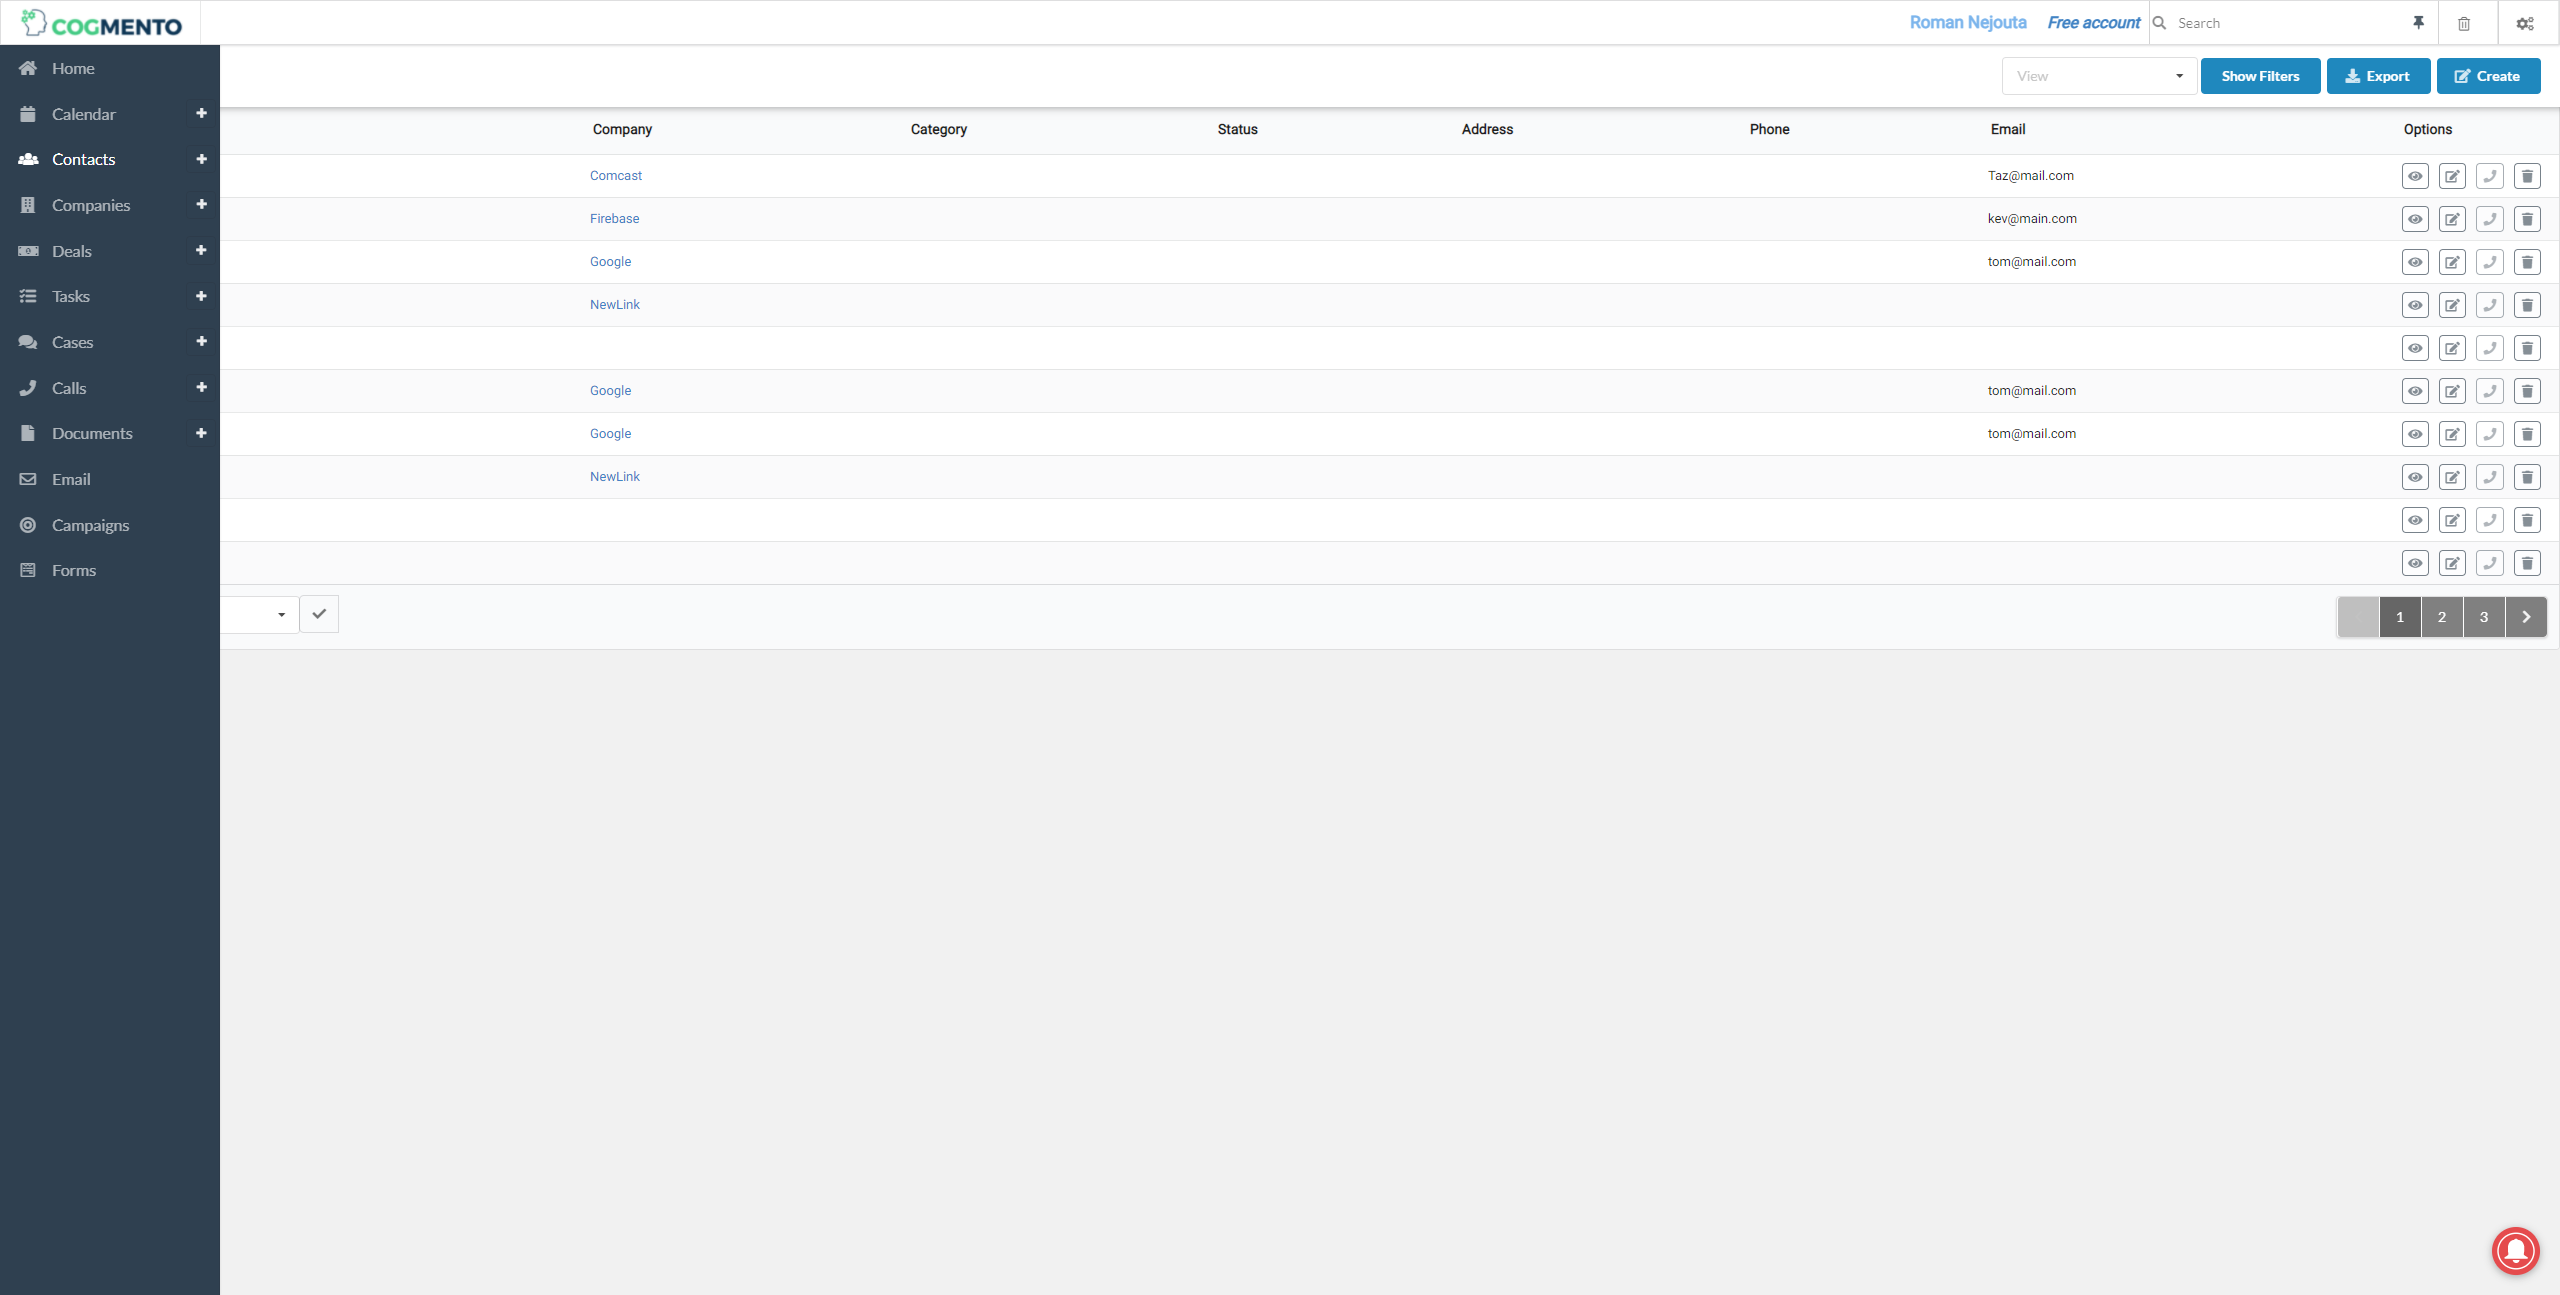 COGMENTO
Roman Nejouta Free account Search
Home
Calendar
Contacts
Companies
Deals
Tasks
Cases
Calls
Documents
Email
Campaigns
Forms
View Show Filters Export Create
Company Category Status Address Phone Email Options
Comcast Taz@mail.com
Firebase kev@main.com
Google tom@mail.com
NewLink
Google tom@mail.com
Google tom@mail.com
NewLink
1 2 3